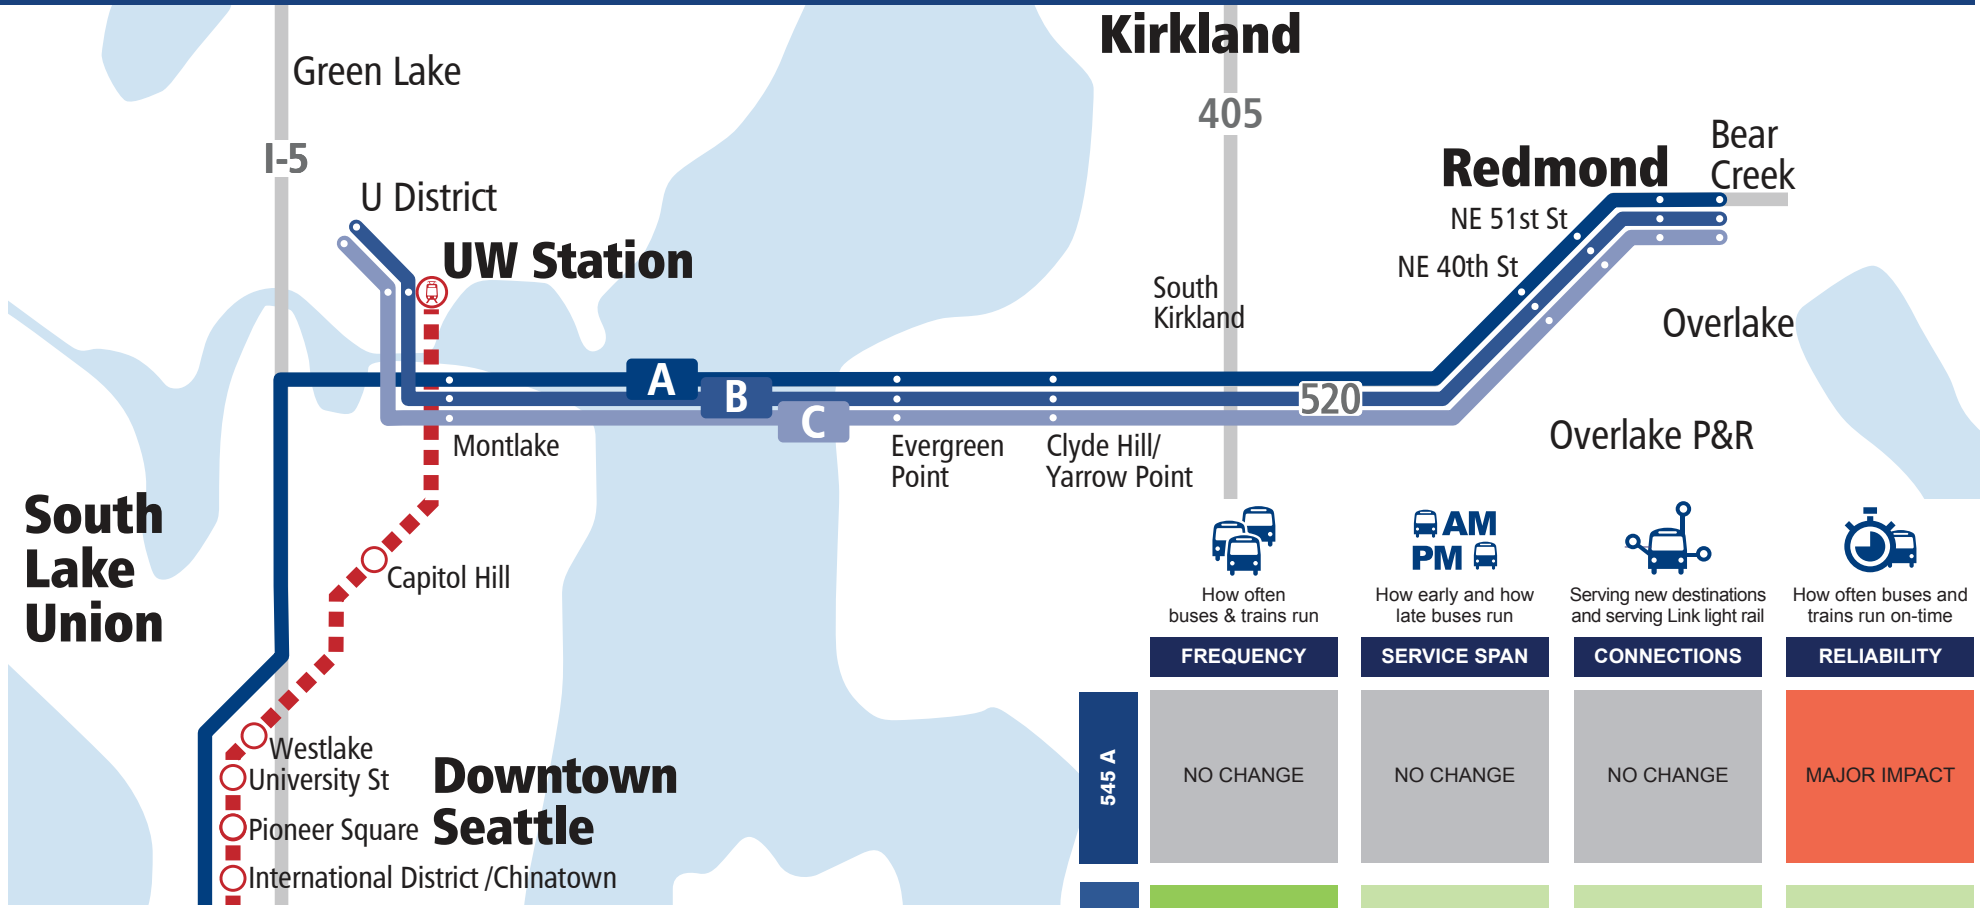 Kirkland
Green Lake
405
Bear
Creek
I-5
Redmond
U District
NE 51st St
UW Station
NE 40th St
South
Kirkland
Overlake
A
B
C
520
Montlake
Evergreen
Point
Clyde Hill/
Yarrow Point
Overlake P&R
South
Lake
Union
Capitol Hill
AM
PM
How often
buses & trains run
How early and how
late buses run
Serving new destinations
and serving Link light rail
How often buses and
trains run on-time
FREQUENCY
SERVICE SPAN
CONNECTIONS
RELIABILITY
Westlake
University St
Downtown
Seattle
Pioneer Square
International District /Chinatown
545 A
NO CHANGE
NO CHANGE
NO CHANGE
MAJOR IMPACT